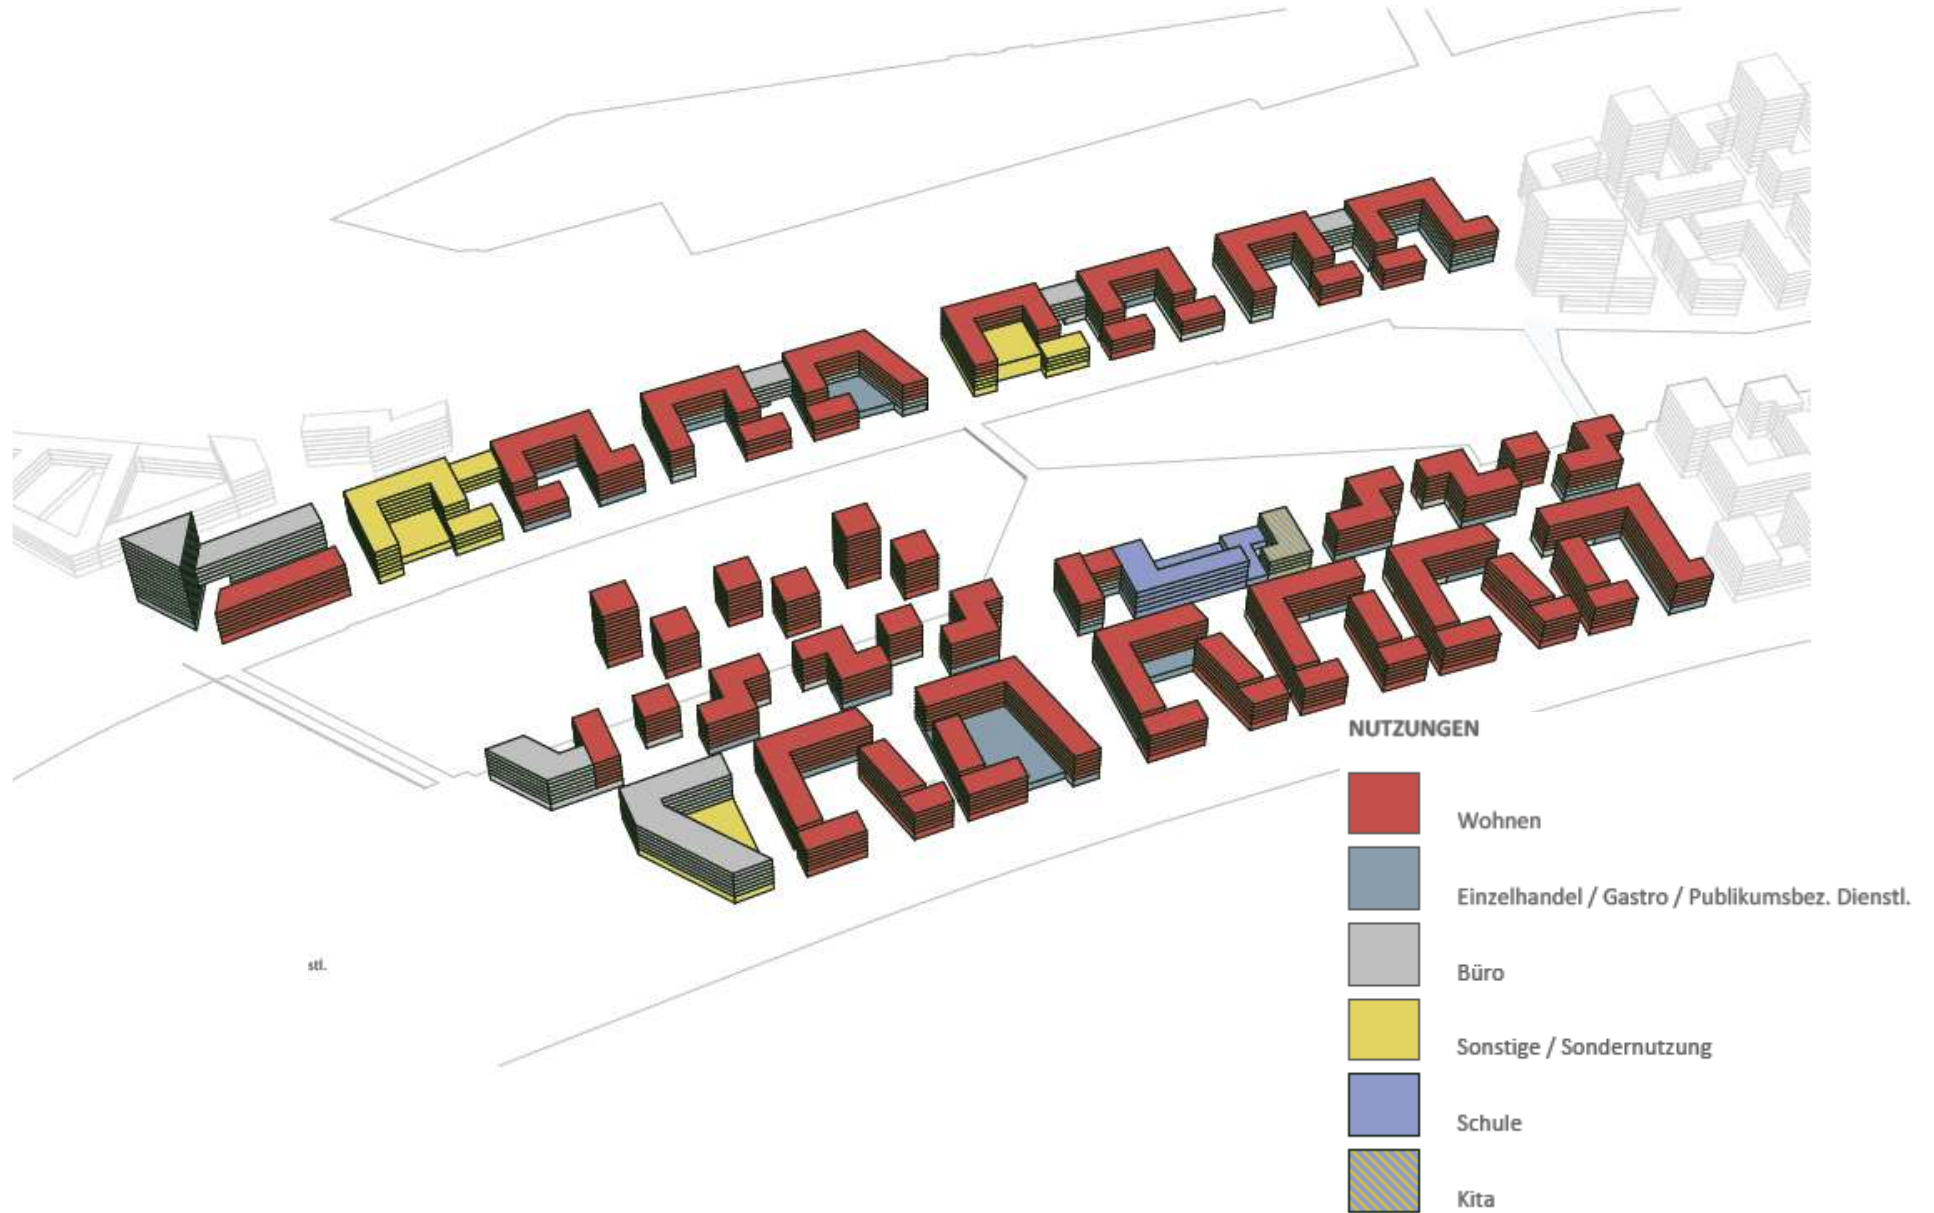 NUTZUNGEN
Wohnen
Einzelhandel / Gastro / Publikumsbez. Dienstl.
Büro
stl.
Sonstige / Sondernutzung
Schule
Kita